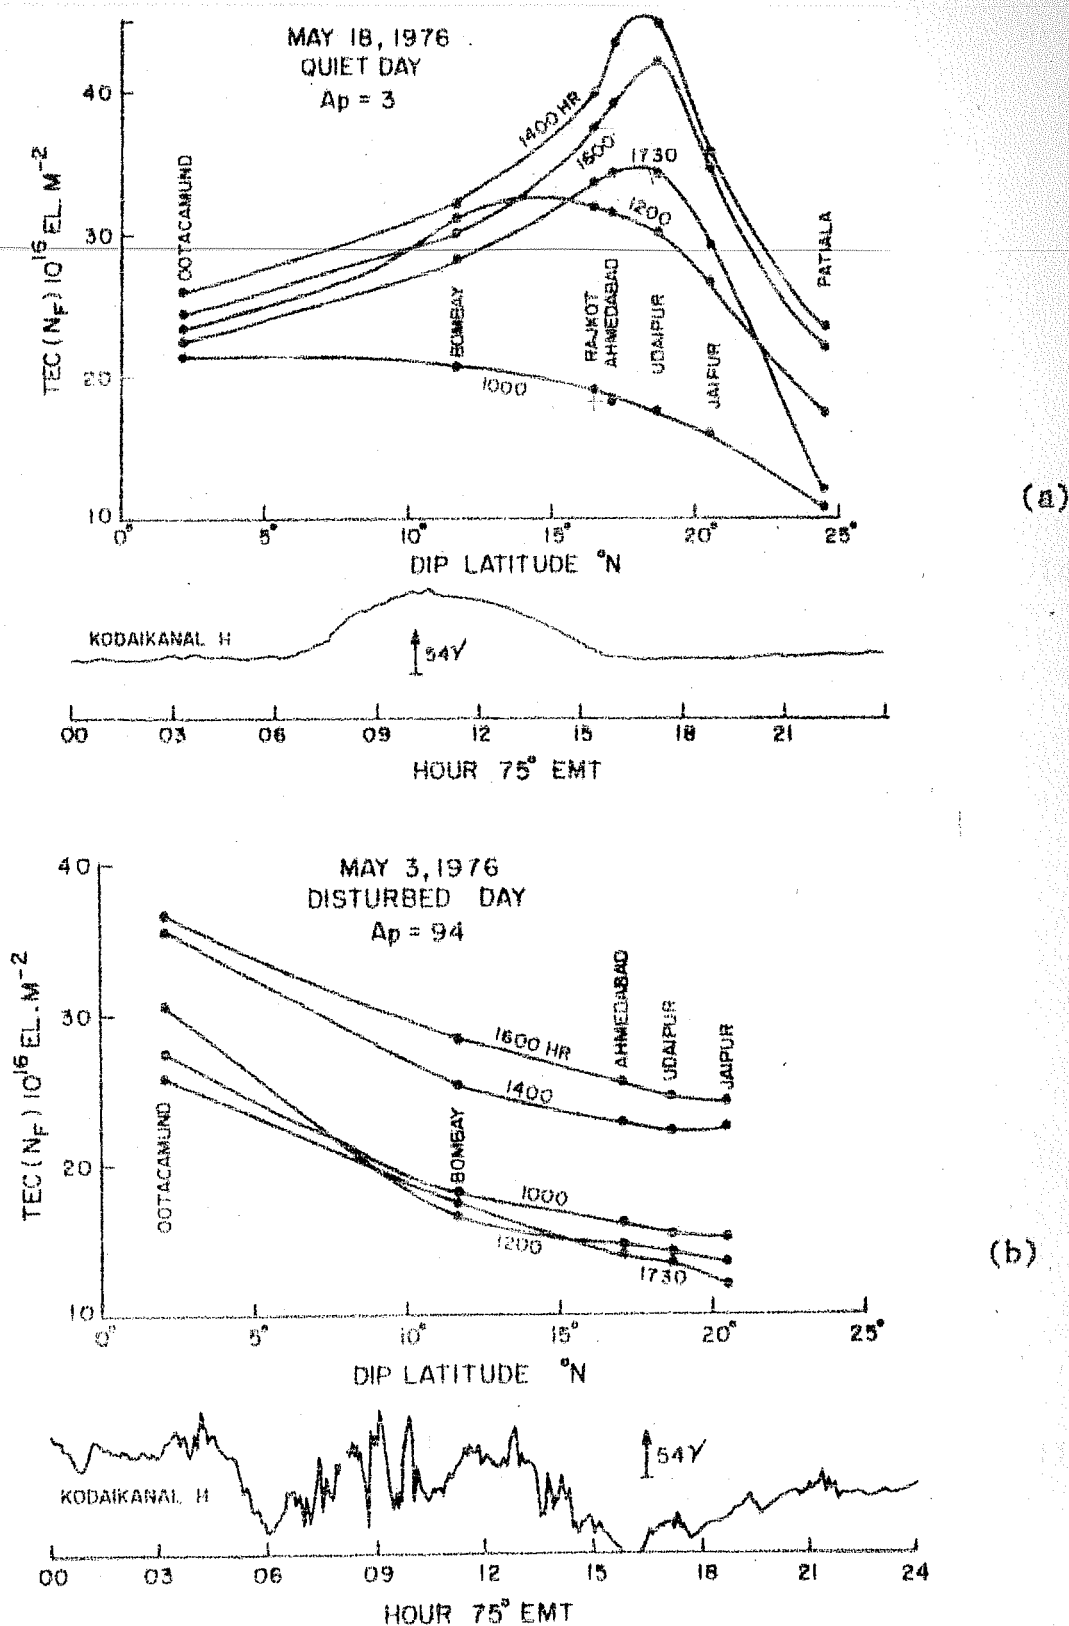 MAY 18, 1976
QUIET DAY
Ap = 3
TEC (N_F) 10^16 EL. M^-2
40
30
20
10
OOTACAMUND
BOMBAY
RAJKOT
AHMEDABAD
UDAIPUR
JAIPUR
PATIALA
1400 HR
1600
1730
1200
1000
0° 5° 10° 15° 20° 25°
DIP LATITUDE °N
(a)
KODAIKANAL H
54γ
00 03 06 09 12 15 18 21
HOUR 75° EMT
MAY 3, 1976
DISTURBED DAY
Ap = 94
TEC (N_F) 10^16 EL. M^-2
40
30
20
10
OOTACAMUND
BOMBAY
AHMEDABAD
UDAIPUR
JAIPUR
1600 HR
1400
1000
1200
1730
0° 5° 10° 15° 20° 25°
DIP LATITUDE °N
(b)
KODAIKANAL H
54γ
00 03 06 09 12 15 18 21 24
HOUR 75° EMT